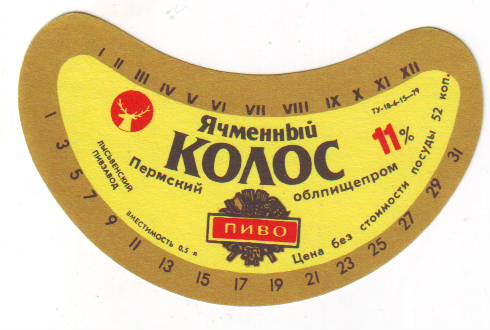 I II III IV V VI VII VIII IX X XI XII
ТУ-18-6-15-79
Ячменный
КОЛОС
11%
Пермский облпищепром
ЛЫСЬВЕНСКИЙ
ПИВЗАВОД
ПИВО
ВМЕСТИМОСТЬ 0,5 л
Цена без стоимости посуды 52 коп.
1 3 5 7 9 11 13 15 17 19 21 23 25 27 29 31